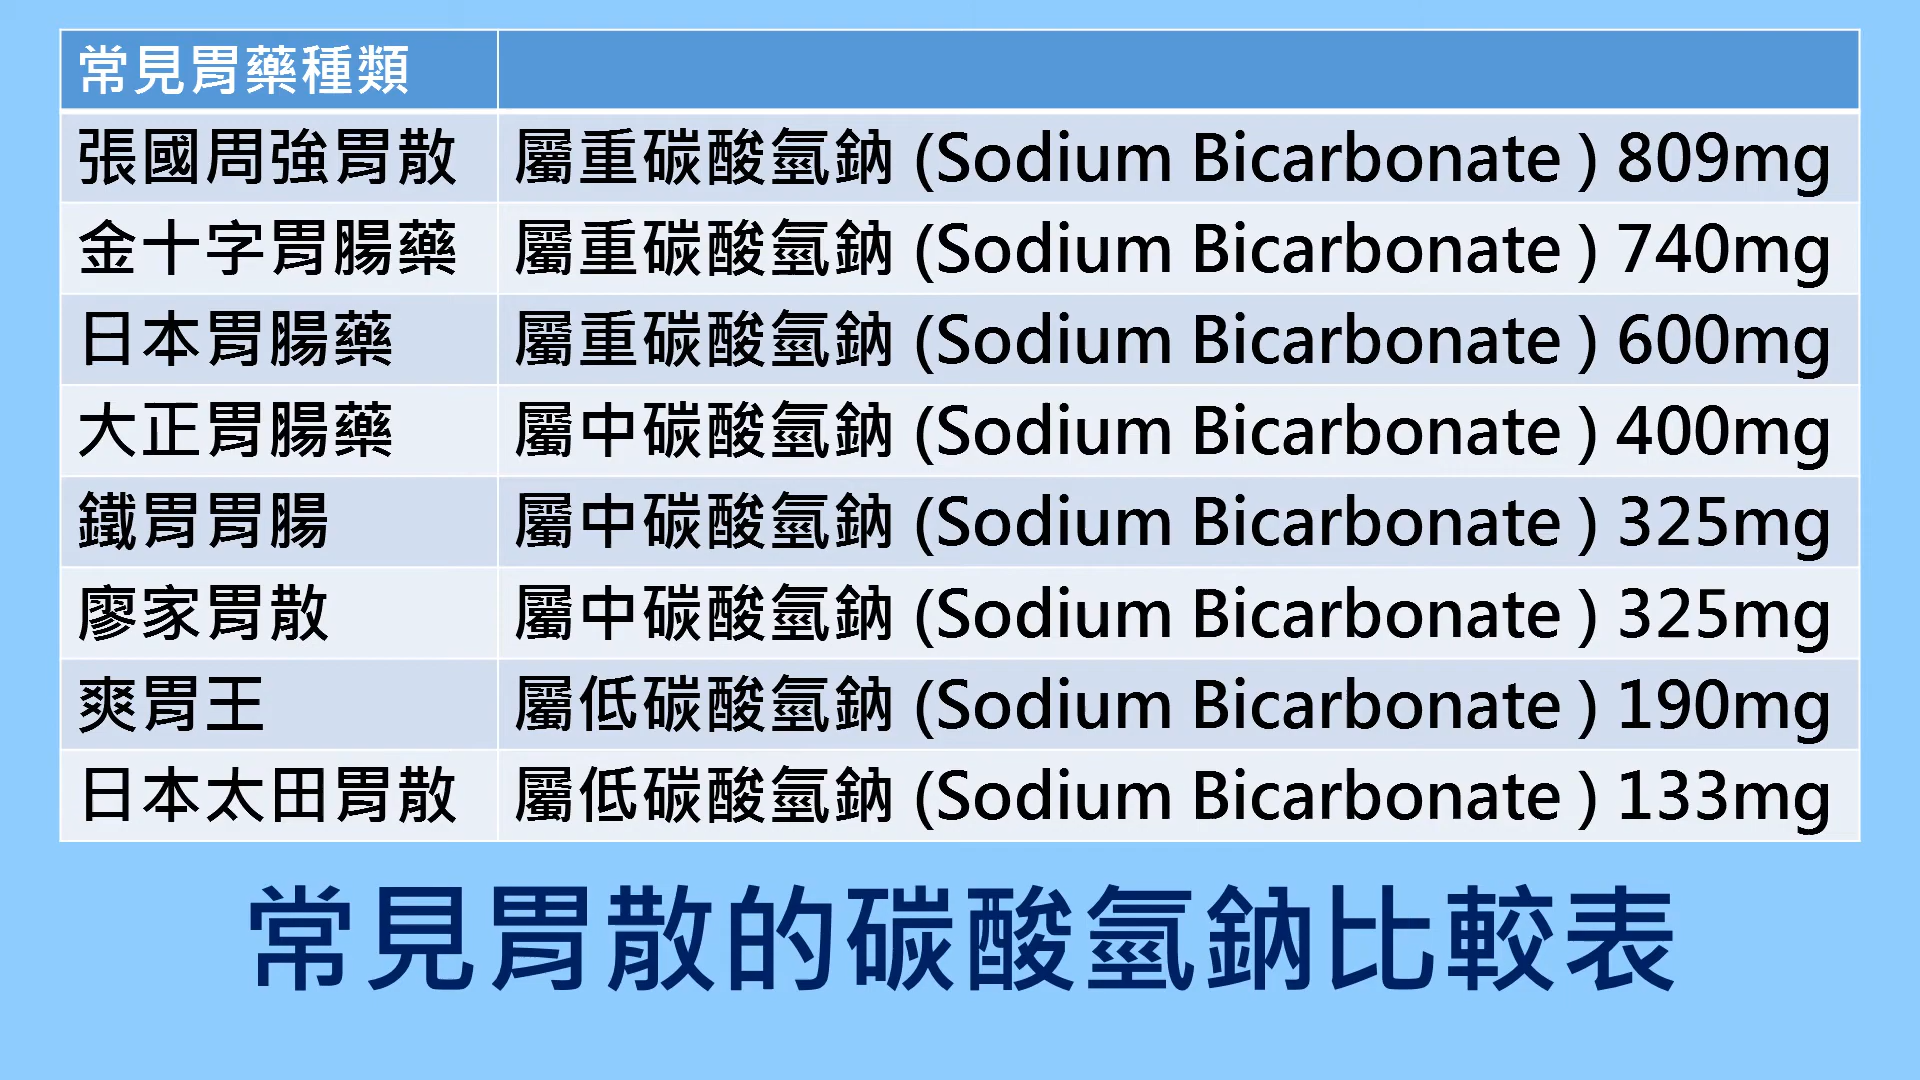 常見胃藥種類
張國周強胃散 屬重碳酸氫鈉 (Sodium Bicarbonate ) 809mg
金十字胃腸藥 屬重碳酸氫鈉 (Sodium Bicarbonate ) 740mg
日本胃腸藥 屬重碳酸氫鈉 (Sodium Bicarbonate ) 600mg
大正胃腸藥 屬中碳酸氫鈉 (Sodium Bicarbonate ) 400mg
鐵胃胃腸 屬中碳酸氫鈉 (Sodium Bicarbonate ) 325mg
廖家胃散 屬中碳酸氫鈉 (Sodium Bicarbonate ) 325mg
爽胃王 屬低碳酸氫鈉 (Sodium Bicarbonate ) 190mg
日本太田胃散 屬低碳酸氫鈉 (Sodium Bicarbonate ) 133mg
常見胃散的碳酸氫鈉比較表